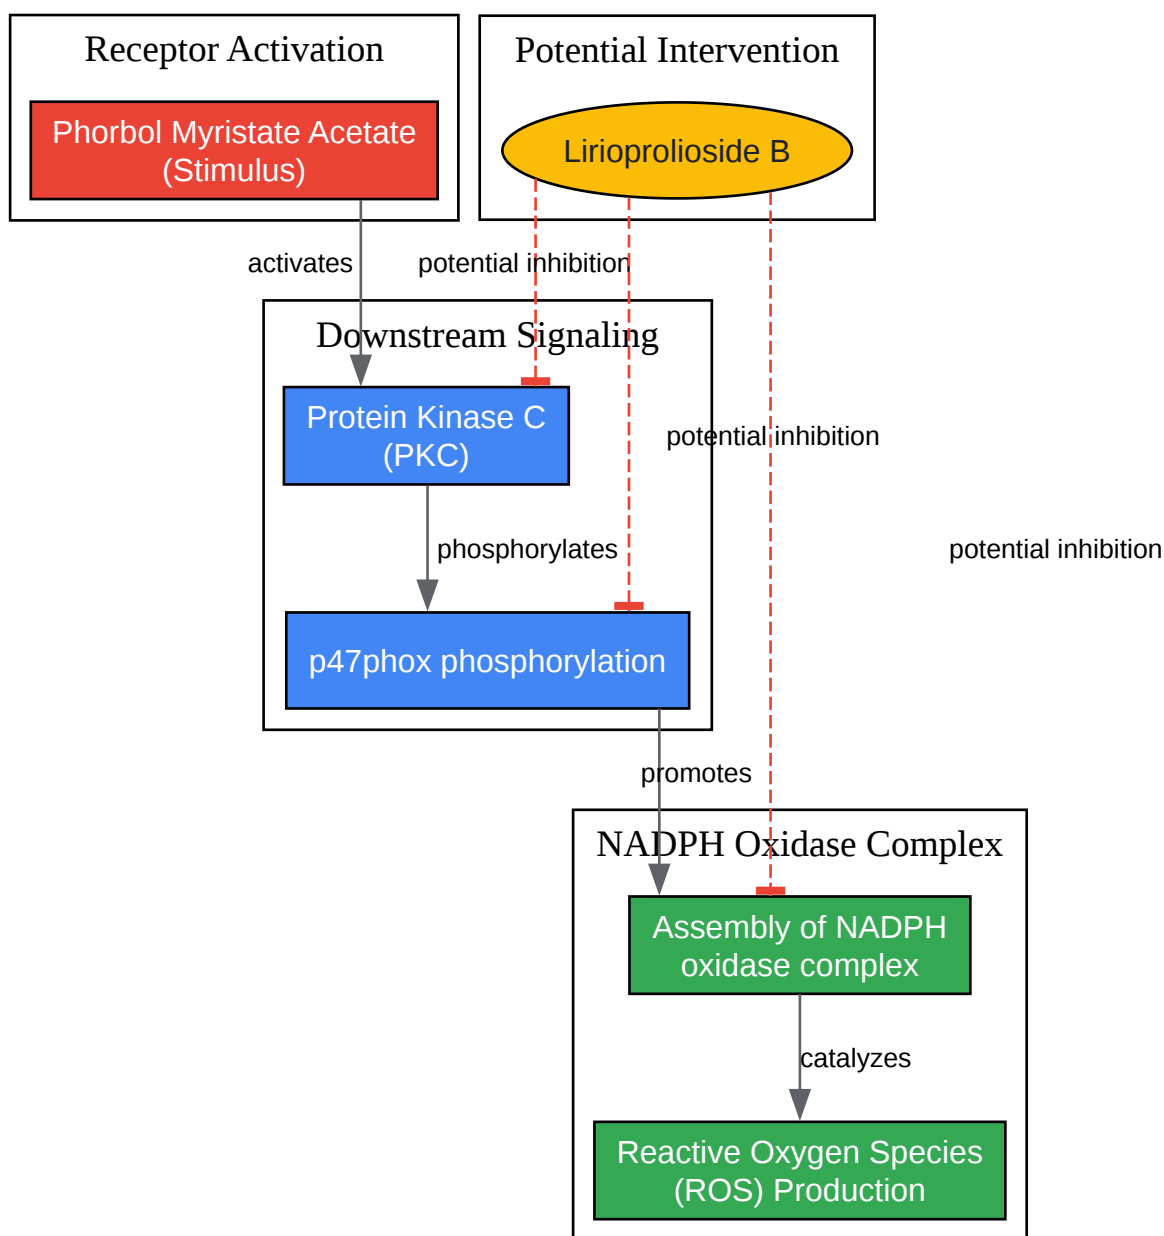 Receptor Activation
Potential Intervention
Phorbol Myristate Acetate
(Stimulus)
Lirioprolioside B
activates
potential inhibition
Downstream Signaling
Protein Kinase C
(PKC)
potential inhibition
phosphorylates
potential inhibition
p47phox phosphorylation
promotes
NADPH Oxidase Complex
Assembly of NADPH
oxidase complex
catalyzes
Reactive Oxygen Species
(ROS) Production